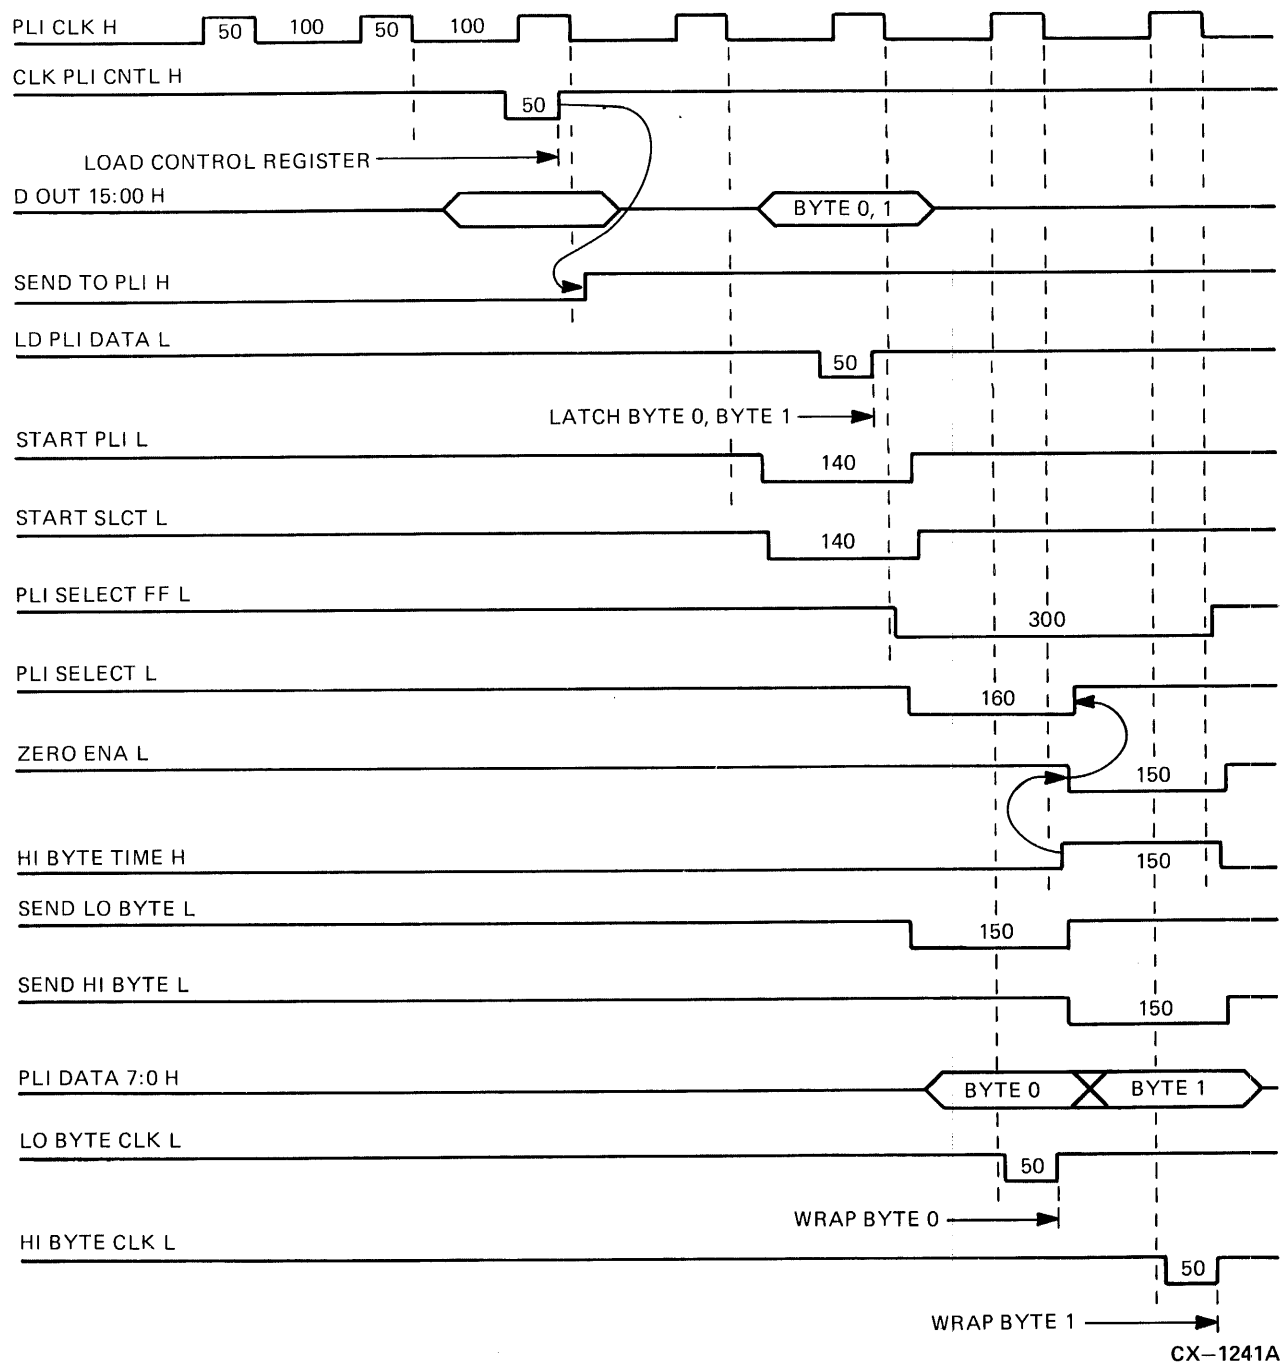 PLI CLK H
50 100 50 100
CLK PLI CNTL H
50
LOAD CONTROL REGISTER
D OUT 15:00 H
BYTE 0, 1
SEND TO PLI H
LD PLI DATA L
50
LATCH BYTE 0, BYTE 1
START PLI L
140
START SLCT L
140
PLI SELECT FF L
300
PLI SELECT L
160
ZERO ENA L
150
HI BYTE TIME H
150
SEND LO BYTE L
150
SEND HI BYTE L
150
PLI DATA 7:0 H
BYTE 0 BYTE 1
LO BYTE CLK L
50
WRAP BYTE 0
HI BYTE CLK L
50
WRAP BYTE 1
CX–1241A